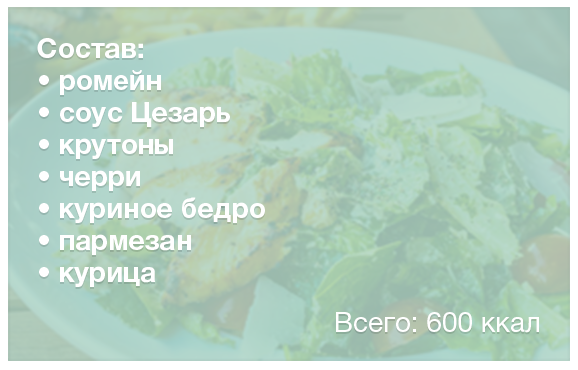 Состав:
• ромейн
• соус Цезарь
• крутоны
• черри
• куриное бедро
• пармезан
• курица
Всего: 600 ккал